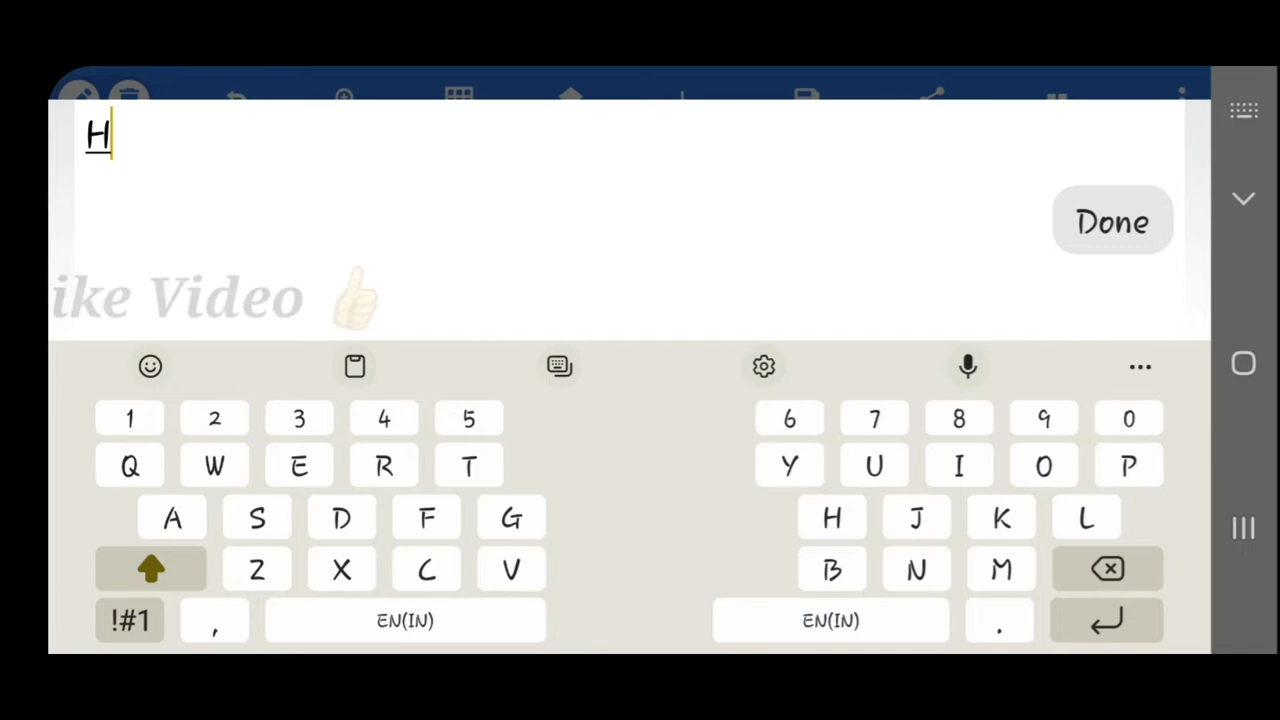 H
Done
ike Video 👍
1 2 3 4 5 6 7 8 9 0
Q W E R T Y U I O P
A S D F G H J K L
Z X C V B N M
!#1 , EN(IN) EN(IN) .